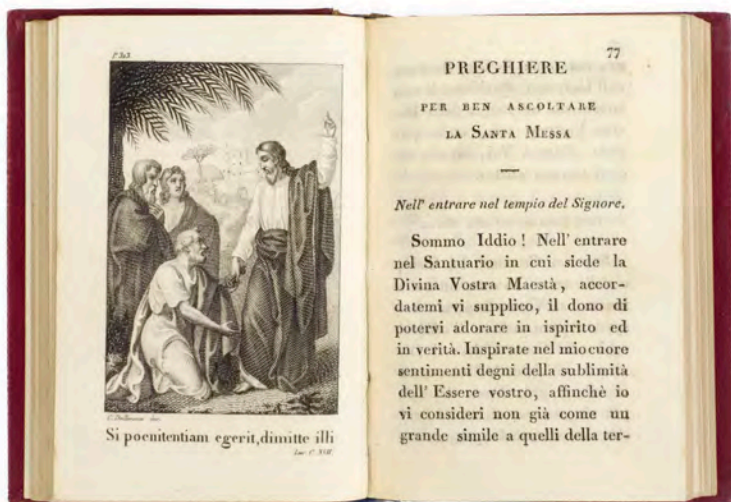 Si poenitentiam egerit, dimitte illi
Luc. C. XVII.
77
PREGHIERE
PER BEN ASCOLTARE
LA SANTA MESSA
Nell' entrare nel tempio del Signore.
Sommo Iddio ! Nell' entrare
nel Santuario in cui siede la
Divina Vostra Maestà, accor-
datemi vi supplico, il dono di
potervi adorare in ispirito ed
in verità. Inspirate nel mio cuore
sentimenti degni della sublimità
dell' Essere vostro, affinchè io
vi consideri non già come un
grande simile a quelli della ter-